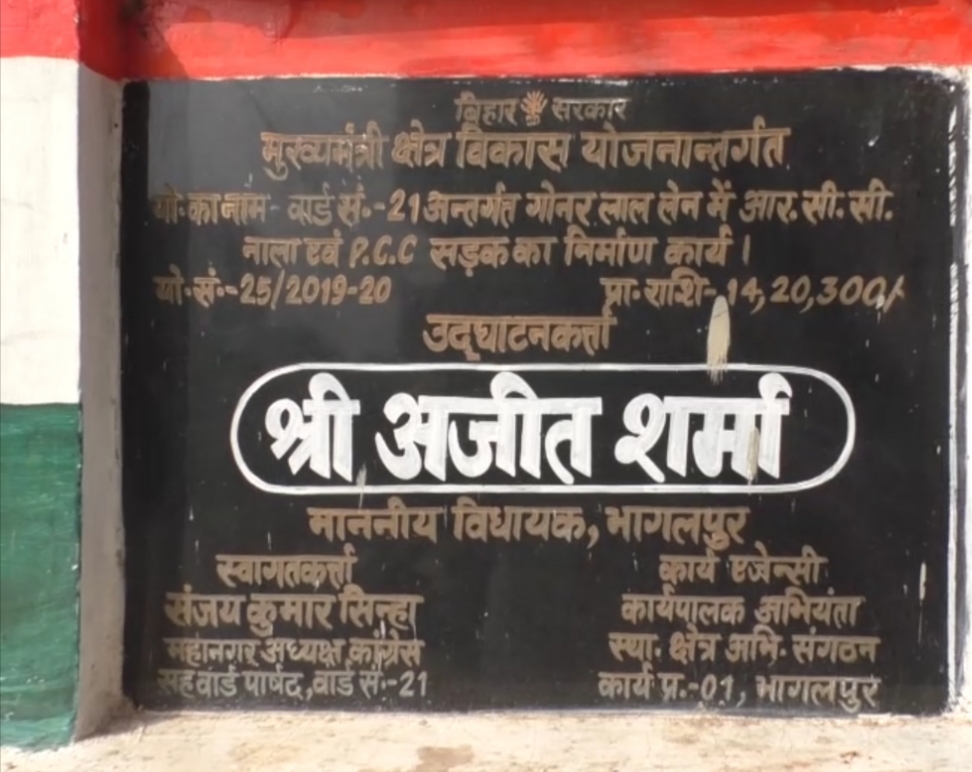 बिहार सरकार
मुख्यमंत्री क्षेत्र विकास योजनान्तर्गत
यो॰ का नाम - वार्ड सं॰-21 अन्तर्गत गोनर लाल लेन में आर. सी. सी.
नाला एवं P.C.C सड़क का निर्माण कार्य।
यो॰ सं॰-25/2019-20 प्रा॰ राशि-14,20,300/-
उद्घाटनकर्त्ता
श्री अजीत शर्मा
माननीय विधायक, भागलपुर
स्वागतकर्त्ता
संजय कुमार सिन्हा
महानगर अध्यक्ष कांग्रेस
सह वार्ड पार्षद, वार्ड सं॰-21
कार्य एजेन्सी
कार्यपालक अभियंता
स्था॰ क्षेत्र अभि॰ संगठन
कार्य प्र॰-01, भागलपुर